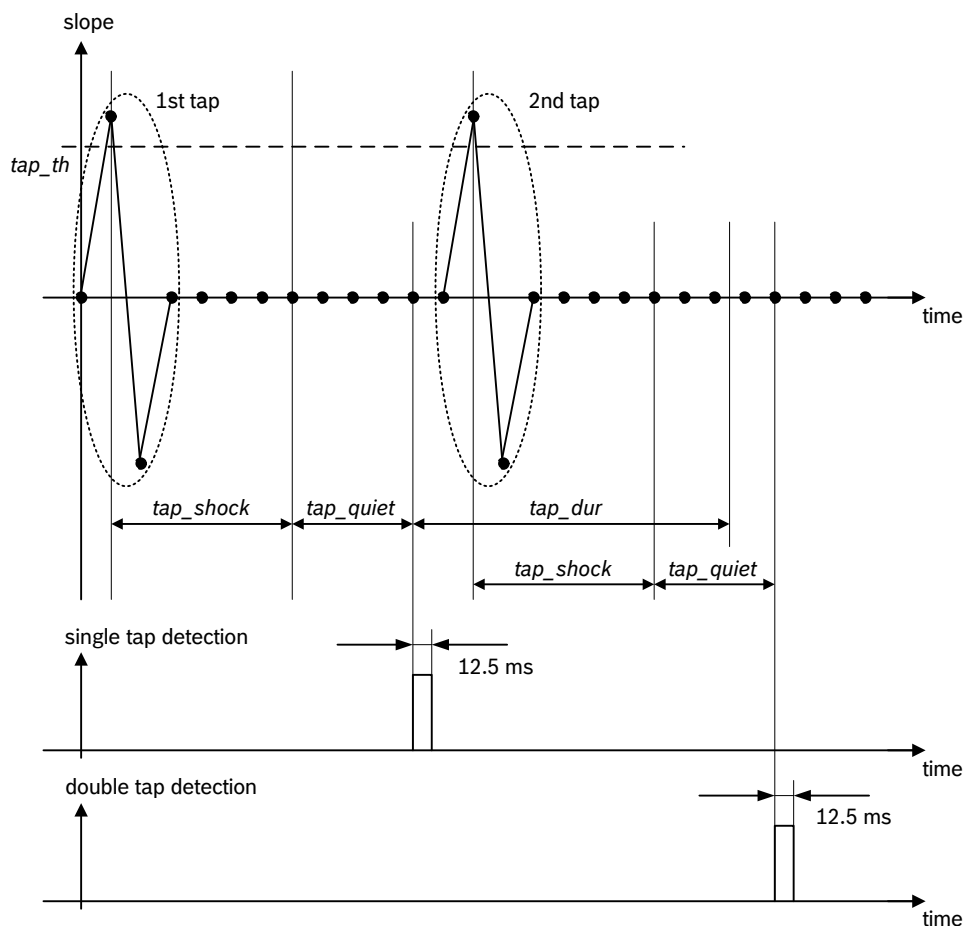 slope
1st tap
2nd tap
tap_th
time
tap_shock
tap_quiet
tap_dur
tap_shock
tap_quiet
single tap detection
12.5 ms
time
double tap detection
12.5 ms
time